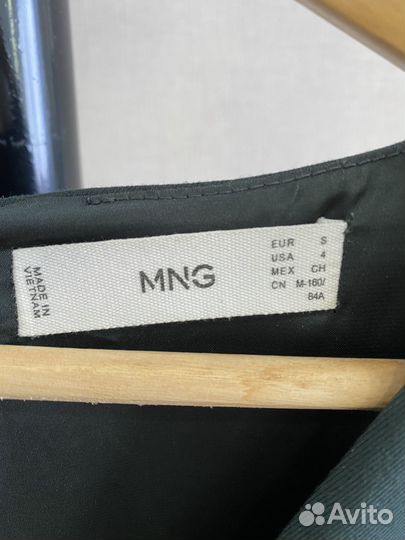 MADE IN
VIETNAM
MNG
EUR S
USA 4
MEX CH
CN M-160/
84A
Avito